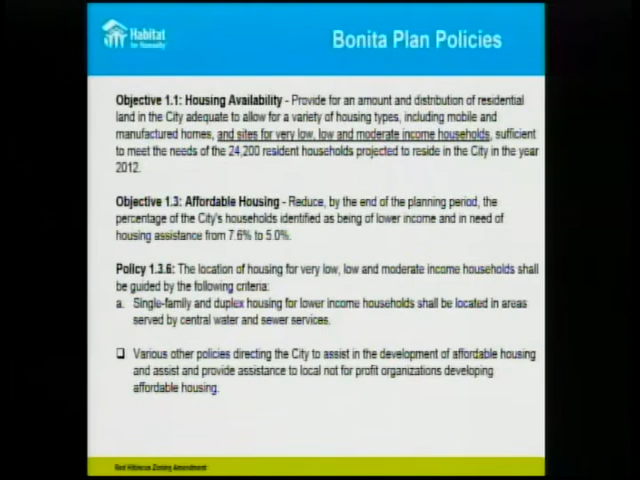 Habitat
for Humanity
Bonita Plan Policies
Objective 1.1: Housing Availability - Provide for an amount and distribution of residential
land in the City adequate to allow for a variety of housing types, including mobile and
manufactured homes, and sites for very low, low and moderate income households, sufficient
to meet the needs of the 24,200 resident households projected to reside in the City in the year
2012.
Objective 1.3: Affordable Housing - Reduce, by the end of the planning period, the
percentage of the City's households identified as being of lower income and in need of
housing assistance from 7.6% to 5.0%.
Policy 1.3.6: The location of housing for very low, low and moderate income households shall
be guided by the following criteria:
a. Single-family and duplex housing for lower income households shall be located in areas
served by central water and sewer services.
❑ Various other policies directing the City to assist in the development of affordable housing
and assist and provide assistance to local not for profit organizations developing
affordable housing.
Red Hibiscus Zoning Amendment